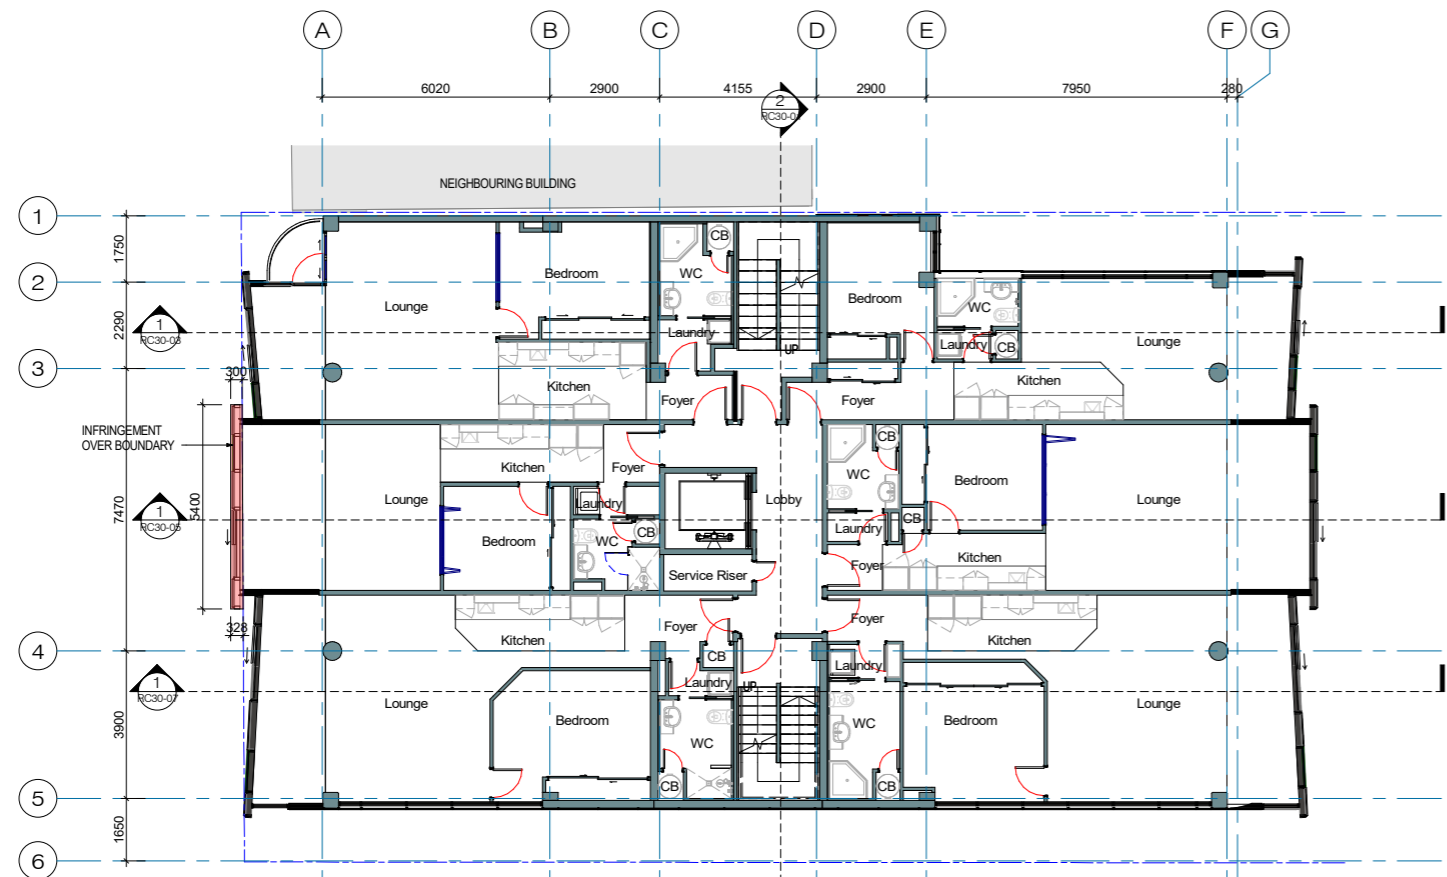 A B C D E F G
6020 2900 4155 2900 7950 280
2
NEIGHBOURING BUILDING
1
1750
CB
WC
Bedroom
2
2290
Lounge
Bedroom
WC
1
RC30-03
Laundry
UP
Laundry
CB
Lounge
3
300
Kitchen
Kitchen
Foyer
Foyer
INFRINGEMENT
OVER BOUNDARY
CB
Kitchen
Foyer
WC
Bedroom
7470
5400
Lounge
Laundry
Lobby
Lounge
1
RC30-05
Bedroom
WC
CB
Laundry
CB
Kitchen
Foyer
Service Riser
328
Foyer
Foyer
Kitchen
Kitchen
4
CB
Laundry
1
RC30-07
Laundry
UP
Lounge
Lounge
3900
Bedroom
Bedroom
WC
WC
CB
CB
5
1650
6